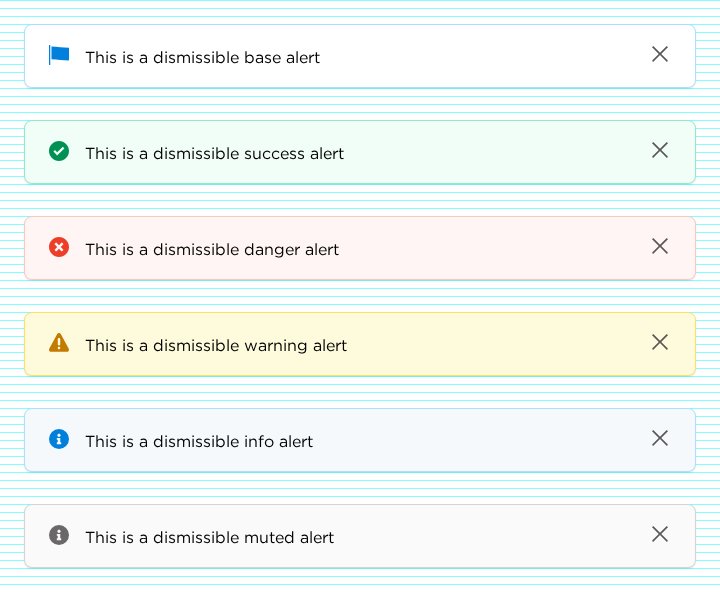 This is a dismissible base alert
This is a dismissible success alert
This is a dismissible danger alert
This is a dismissible warning alert
This is a dismissible info alert
This is a dismissible muted alert